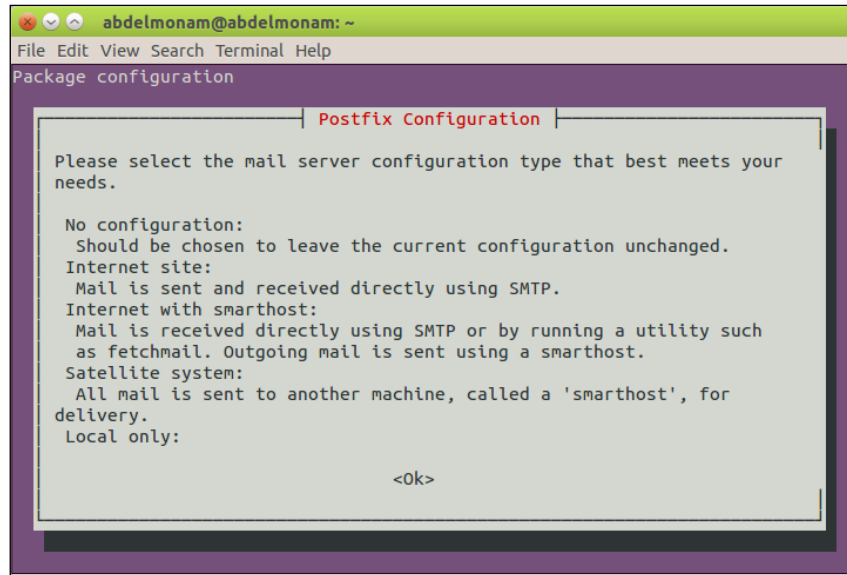 abdelmonam@abdelmonam: ~
File Edit View Search Terminal Help
Package configuration
Postfix Configuration
Please select the mail server configuration type that best meets your
needs.
No configuration:
Should be chosen to leave the current configuration unchanged.
Internet site:
Mail is sent and received directly using SMTP.
Internet with smarthost:
Mail is received directly using SMTP or by running a utility such
as fetchmail. Outgoing mail is sent using a smarthost.
Satellite system:
All mail is sent to another machine, called a 'smarthost', for
delivery.
Local only:
<Ok>